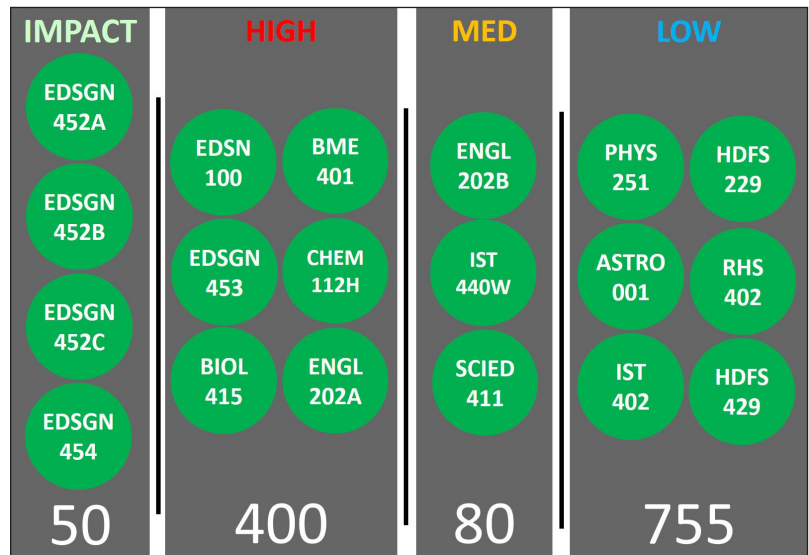 IMPACT
EDSGN
452A
EDSGN
452B
EDSGN
452C
EDSGN
454
50
HIGH
EDSN
100
BME
401
EDSGN
453
CHEM
112H
BIOL
415
ENGL
202A
400
MED
ENGL
202B
IST
440W
SCIED
411
80
LOW
PHYS
251
HDFS
229
ASTRO
001
RHS
402
IST
402
HDFS
429
755